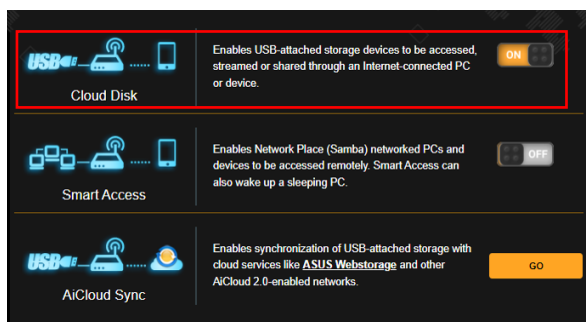 USB
Cloud Disk
Enables USB-attached storage devices to be accessed,
streamed or shared through an Internet-connected PC
or device.
ON
Smart Access
Enables Network Place (Samba) networked PCs and
devices to be accessed remotely. Smart Access can
also wake up a sleeping PC.
OFF
USB
AiCloud Sync
Enables synchronization of USB-attached storage with
cloud services like ASUS Webstorage and other
AiCloud 2.0-enabled networks.
GO